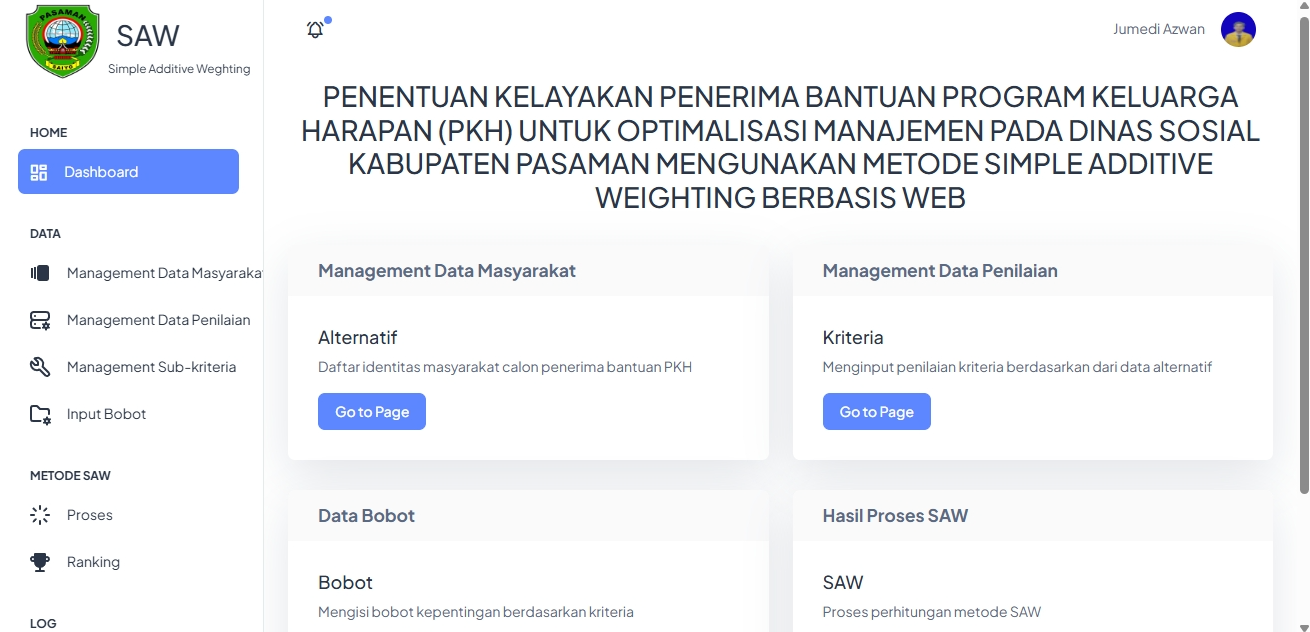 PASAMAN
SAIYO
SAW
Simple Additive Weghting
HOME
Dashboard
DATA
Management Data Masyaraka
Management Data Penilaian
Management Sub-kriteria
Input Bobot
METODE SAW
Proses
Ranking
LOG
Jumedi Azwan
PENENTUAN KELAYAKAN PENERIMA BANTUAN PROGRAM KELUARGA
HARAPAN (PKH) UNTUK OPTIMALISASI MANAJEMEN PADA DINAS SOSIAL
KABUPATEN PASAMAN MENGUNAKAN METODE SIMPLE ADDITIVE
WEIGHTING BERBASIS WEB
Management Data Masyarakat
Alternatif
Daftar identitas masyarakat calon penerima bantuan PKH
Go to Page
Management Data Penilaian
Kriteria
Menginput penilaian kriteria berdasarkan dari data alternatif
Go to Page
Data Bobot
Bobot
Mengisi bobot kepentingan berdasarkan kriteria
Hasil Proses SAW
SAW
Proses perhitungan metode SAW